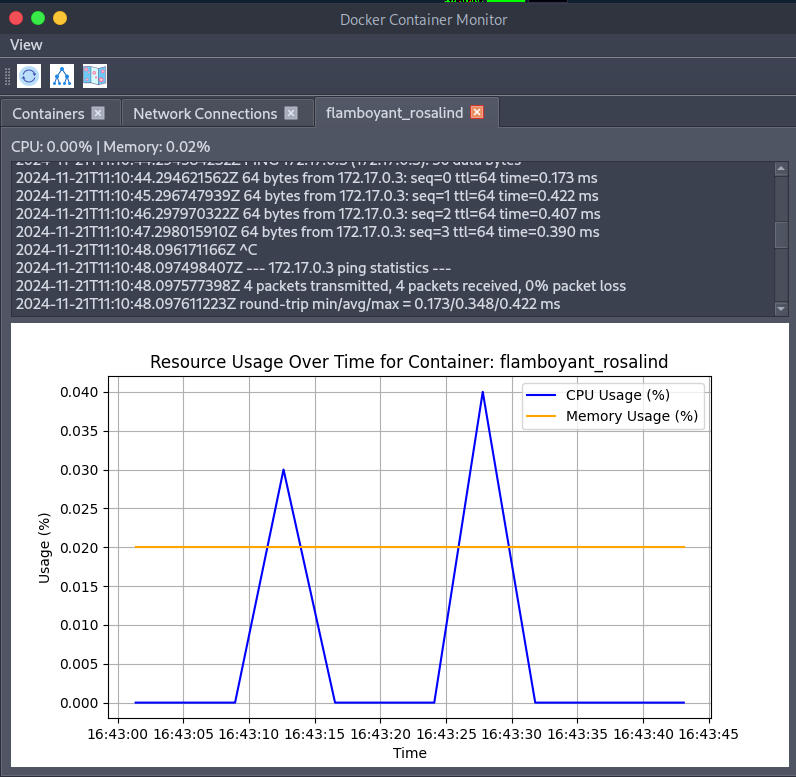 Docker Container Monitor
View
Containers Network Connections flamboyant_rosalind
CPU: 0.00% | Memory: 0.02%
2024-11-21T11:10:44.294621562Z 64 bytes from 172.17.0.3: seq=0 ttl=64 time=0.173 ms
2024-11-21T11:10:45.296747939Z 64 bytes from 172.17.0.3: seq=1 ttl=64 time=0.422 ms
2024-11-21T11:10:46.297970322Z 64 bytes from 172.17.0.3: seq=2 ttl=64 time=0.407 ms
2024-11-21T11:10:47.298015910Z 64 bytes from 172.17.0.3: seq=3 ttl=64 time=0.390 ms
2024-11-21T11:10:48.096171166Z ^C
2024-11-21T11:10:48.097498407Z --- 172.17.0.3 ping statistics ---
2024-11-21T11:10:48.097577398Z 4 packets transmitted, 4 packets received, 0% packet loss
2024-11-21T11:10:48.097611223Z round-trip min/avg/max = 0.173/0.348/0.422 ms
Resource Usage Over Time for Container: flamboyant_rosalind
CPU Usage (%)
Memory Usage (%)
0.040
0.035
0.030
0.025
0.020
0.015
0.010
0.005
0.000
Usage (%)
16:43:00 16:43:05 16:43:10 16:43:15 16:43:20 16:43:25 16:43:30 16:43:35 16:43:40 16:43:45
Time